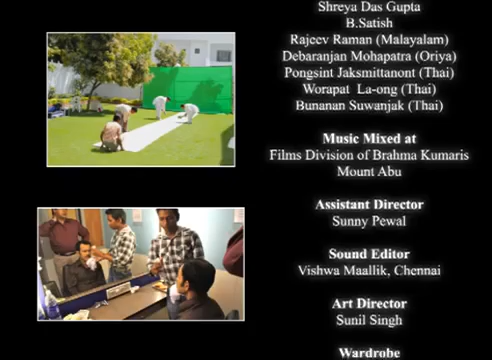 Shreya Das Gupta
B.Satish
Rajeev Raman (Malayalam)
Debaranjan Mohapatra (Oriya)
Pongsint Jaksmittanont (Thai)
Worapat La-ong (Thai)
Bunanan Suwanjak (Thai)
Music Mixed at
Films Division of Brahma Kumaris
Mount Abu
Assistant Director
Sunny Pewal
Sound Editor
Vishwa Maallik, Chennai
Art Director
Sunil Singh
Wardrobe